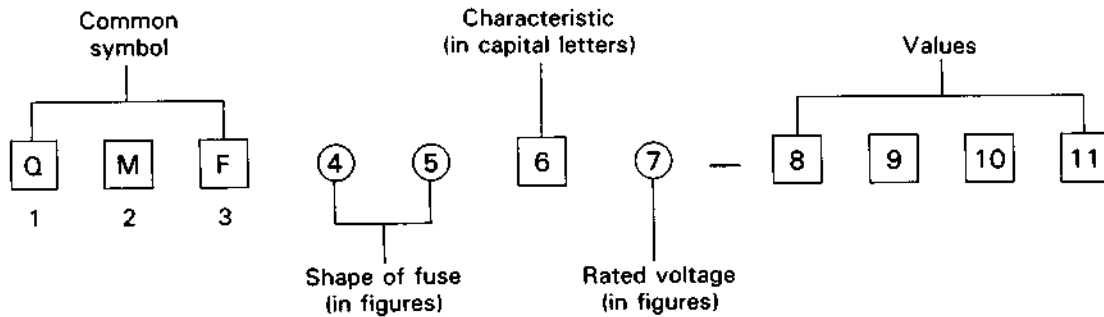 Common
symbol
Characteristic
(in capital letters)
Values
Q M F 4 5 6 7 – 8 9 10 11
1 2 3
Shape of fuse
(in figures)
Rated voltage
(in figures)